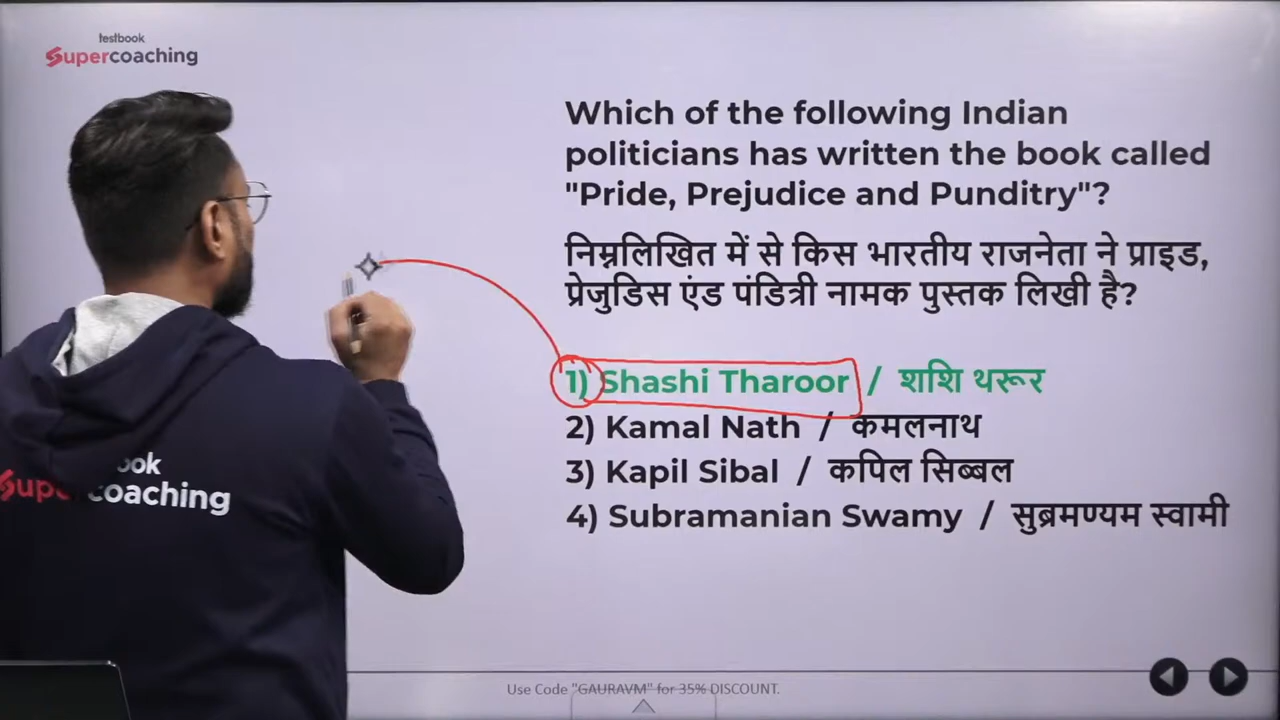 testbook
Supercoaching
Which of the following Indian
politicians has written the book called
"Pride, Prejudice and Punditry"?
निम्नलिखित में से किस भारतीय राजनेता ने प्राइड,
प्रेजुडिस एंड पंडित्री नामक पुस्तक लिखी है?
1) Shashi Tharoor / शशि थरूर
2) Kamal Nath / कमलनाथ
3) Kapil Sibal / कपिल सिब्बल
4) Subramanian Swamy / सुब्रमण्यम स्वामी
ook
Supe coaching
Use Code "GAURAVM" for 35% DISCOUNT.